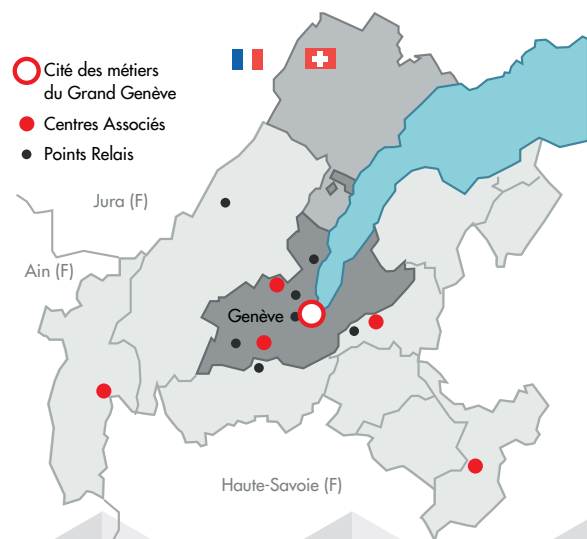 Cité des métiers
du Grand Genève
Centres Associés
Points Relais
Jura (F)
Ain (F)
Genève
Haute-Savoie (F)